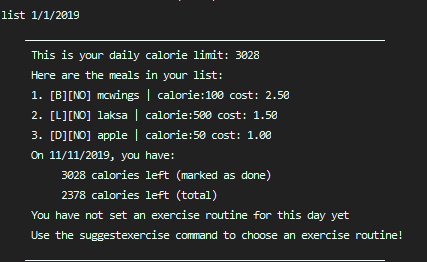 list 1/1/2019
This is your daily calorie limit: 3028
Here are the meals in your list:
1. [B][NO] mcwings | calorie:100 cost: 2.50
2. [L][NO] laksa | calorie:500 cost: 1.50
3. [D][NO] apple | calorie:50 cost: 1.00
On 11/11/2019, you have:
3028 calories left (marked as done)
2378 calories left (total)
You have not set an exercise routine for this day yet
Use the suggestexercise command to choose an exercise routine!